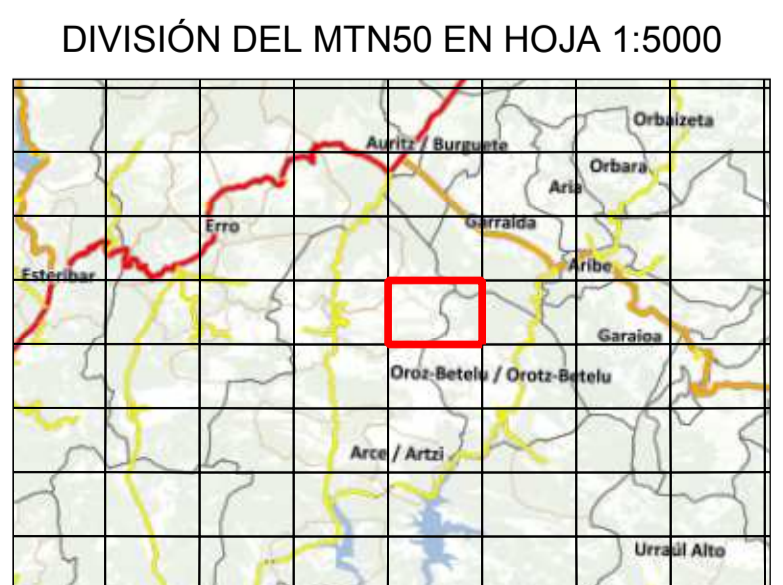 DIVISIÓN DEL MTN50 EN HOJA 1:5000
Orbaizeta
Auritz / Burguete
Orbara
Aria
Erro
Garralda
Esteribar
Aribe
Garaioa
Oroz-Betelu / Orotz-Betelu
Arce / Artzi
Urraúl Alto